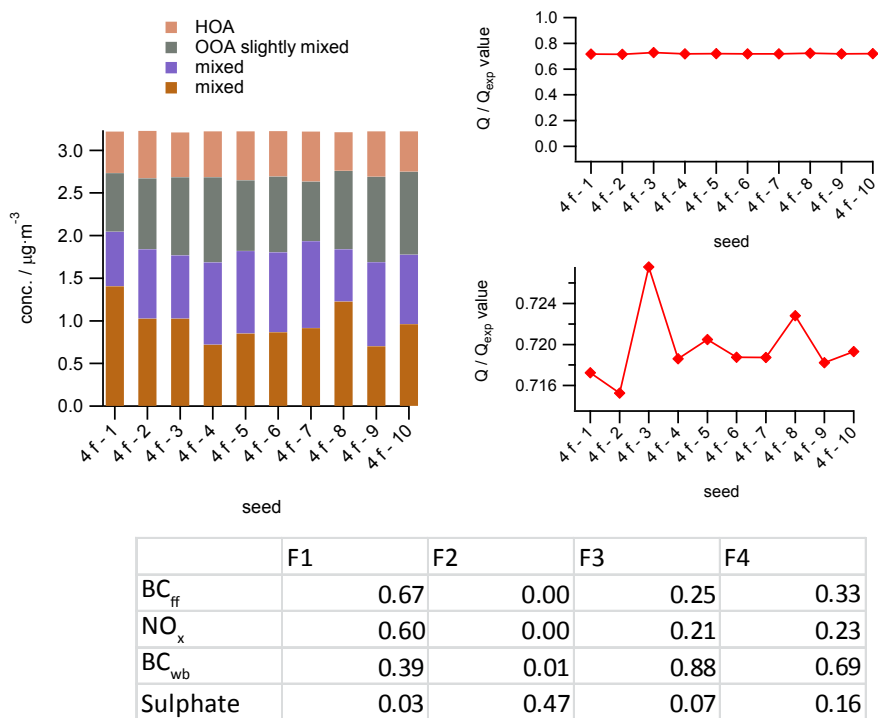 HOA
OOA slightly mixed
mixed
mixed
conc. / µg·m⁻³
3.0
2.5
2.0
1.5
1.0
0.5
0.0
4 f - 1
4 f - 2
4 f - 3
4 f - 4
4 f - 5
4 f - 6
4 f - 7
4 f - 8
4 f - 9
4 f - 10
seed
Q / Qexp value
1.0
0.8
0.6
0.4
0.2
0.0
4 f - 1
4 f - 2
4 f - 3
4 f - 4
4 f - 5
4 f - 6
4 f - 7
4 f - 8
4 f - 9
4 f - 10
seed
Q / Qexp value
0.724
0.720
0.716
4 f - 1
4 f - 2
4 f - 3
4 f - 4
4 f - 5
4 f - 6
4 f - 7
4 f - 8
4 f - 9
4 f - 10
seed
F1 F2 F3 F4
BCff 0.67 0.00 0.25 0.33
NOx 0.60 0.00 0.21 0.23
BCwb 0.39 0.01 0.88 0.69
Sulphate 0.03 0.47 0.07 0.16